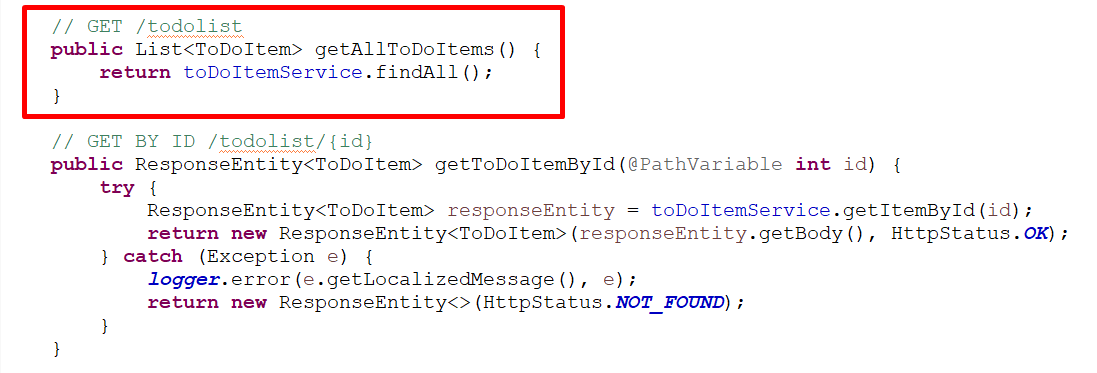 // GET /todolist
public List<ToDoItem> getAllToDoItems() {
    return toDoItemService.findAll();
}
// GET BY ID /todolist/{id}
public ResponseEntity<ToDoItem> getToDoItemById(@PathVariable int id) {
    try {
        ResponseEntity<ToDoItem> responseEntity = toDoItemService.getItemById(id);
        return new ResponseEntity<ToDoItem>(responseEntity.getBody(), HttpStatus.OK);
    } catch (Exception e) {
        logger.error(e.getLocalizedMessage(), e);
        return new ResponseEntity<>(HttpStatus.NOT_FOUND);
    }
}